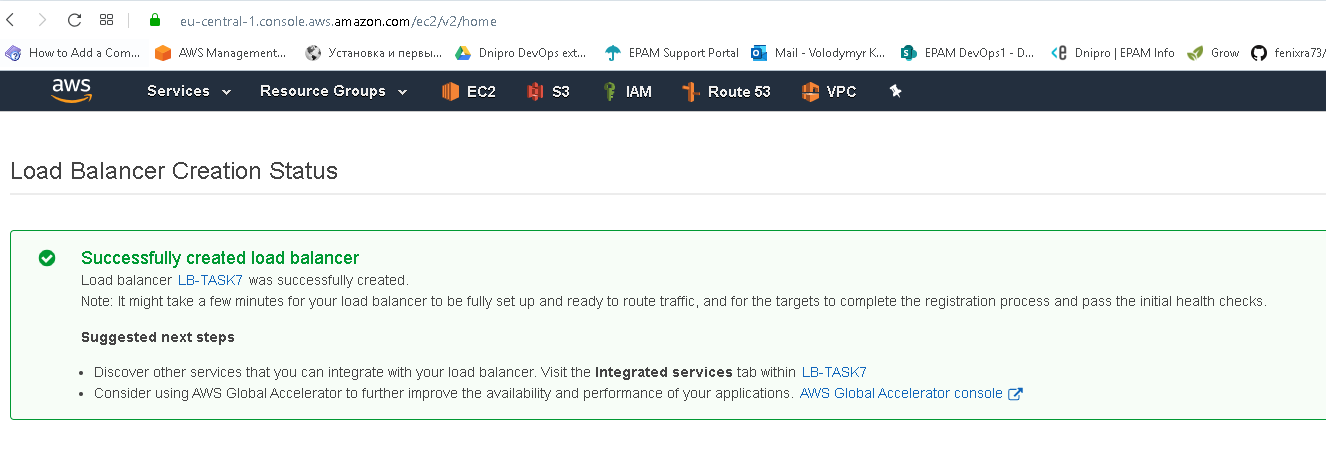 eu-central-1.console.aws.amazon.com/ec2/v2/home
How to Add a Com... AWS Management... Установка и первы... Dnipro DevOps ext... EPAM Support Portal Mail - Volodymyr K... EPAM DevOps1 - D... Dnipro | EPAM Info Grow fenixra73/
aws Services Resource Groups EC2 S3 IAM Route 53 VPC
Load Balancer Creation Status
Successfully created load balancer
Load balancer LB-TASK7 was successfully created.
Note: It might take a few minutes for your load balancer to be fully set up and ready to route traffic, and for the targets to complete the registration process and pass the initial health checks.
Suggested next steps
• Discover other services that you can integrate with your load balancer. Visit the Integrated services tab within LB-TASK7
• Consider using AWS Global Accelerator to further improve the availability and performance of your applications. AWS Global Accelerator console